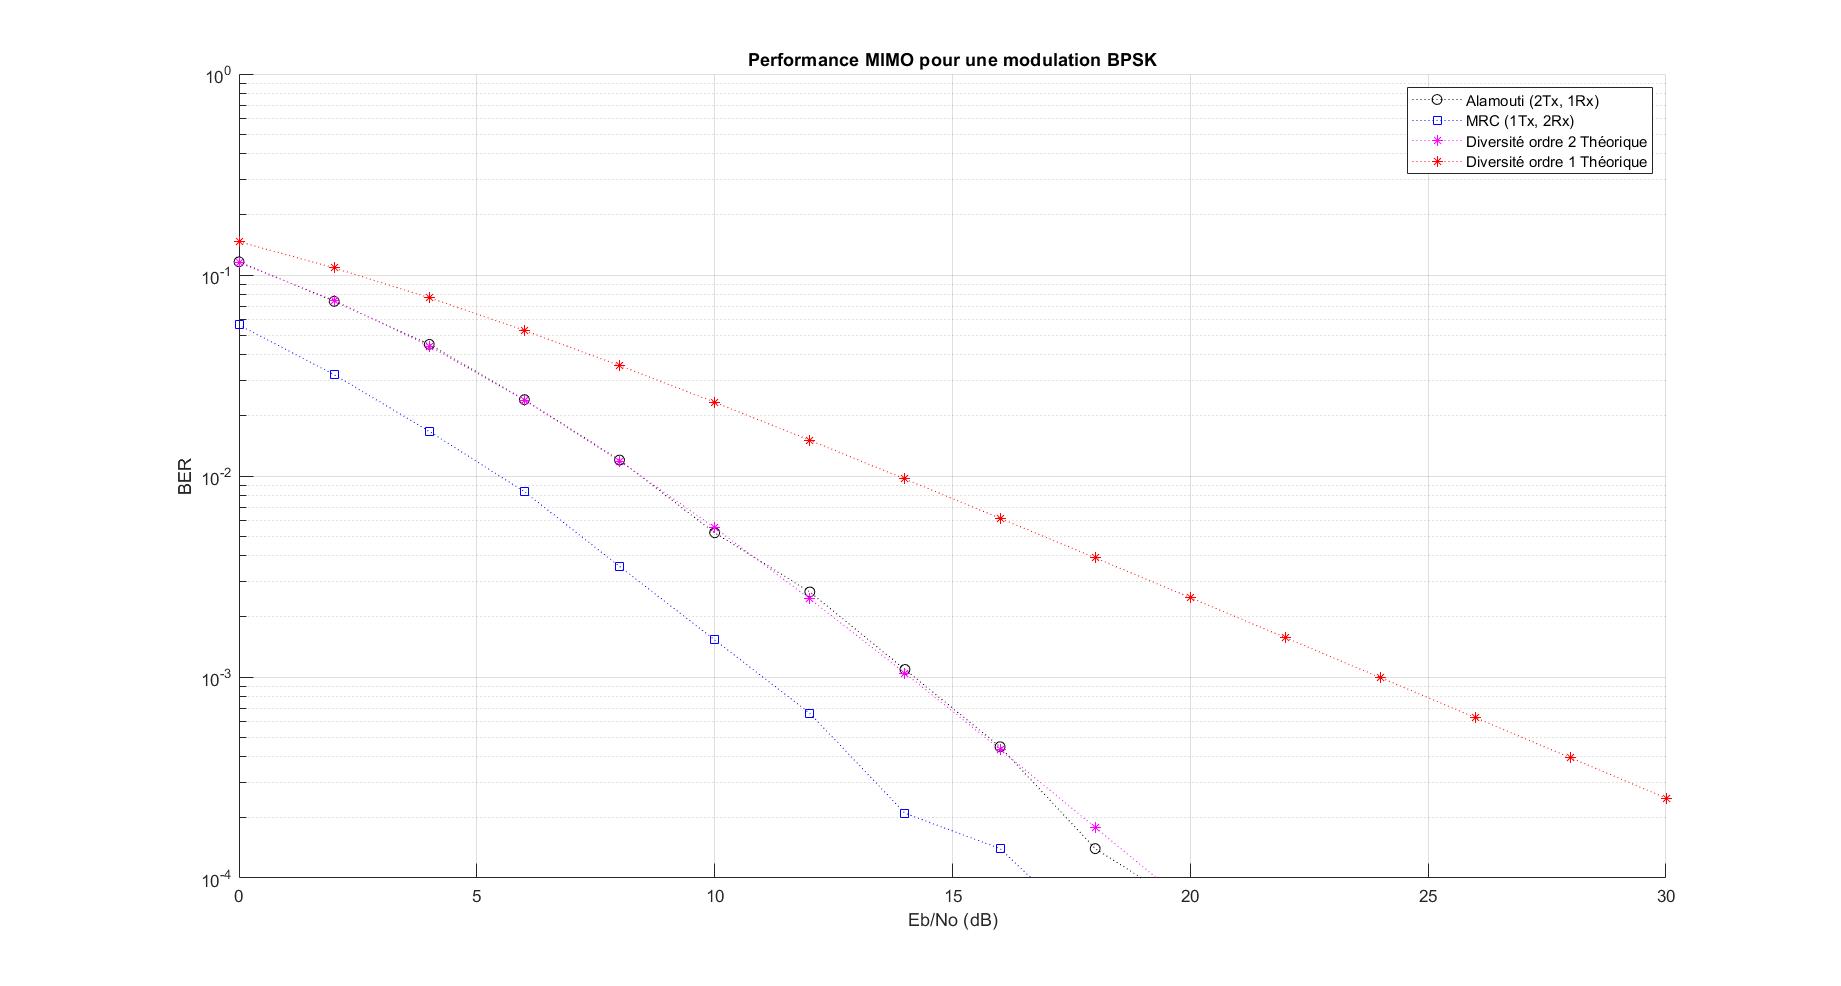 Performance MIMO pour une modulation BPSK
10^0
10^-1
10^-2
10^-3
10^-4
BER
Alamouti (2Tx, 1Rx)
MRC (1Tx, 2Rx)
Diversité ordre 2 Théorique
Diversité ordre 1 Théorique
0 5 10 15 20 25 30
Eb/No (dB)